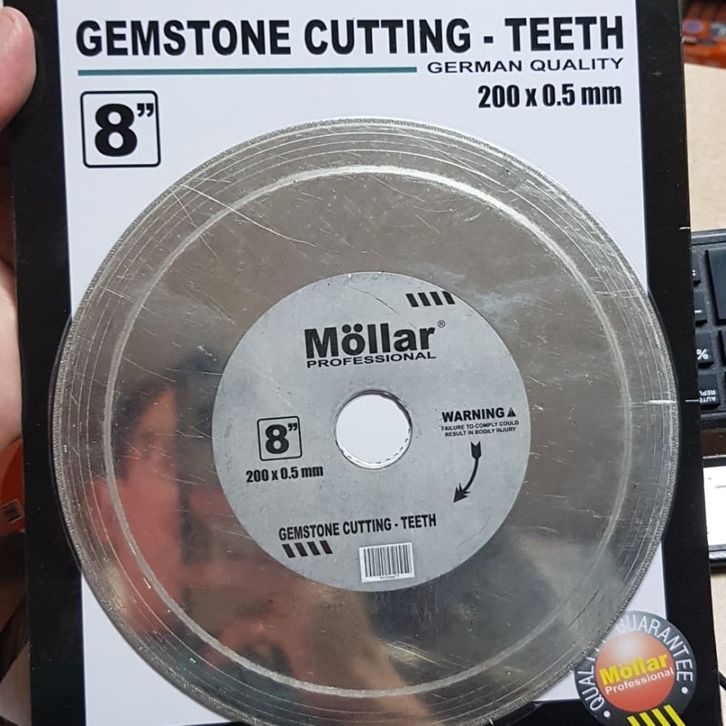 GEMSTONE CUTTING - TEETH
GERMAN QUALITY
200 x 0.5 mm
8”
Möllar®
PROFESSIONAL
8”
200 x 0.5 mm
WARNING
FAILURE TO COMPLY COULD
RESULT IN BODILY INJURY
GEMSTONE CUTTING - TEETH
GUARANTEE
Möllar
Professional
%
AUTO